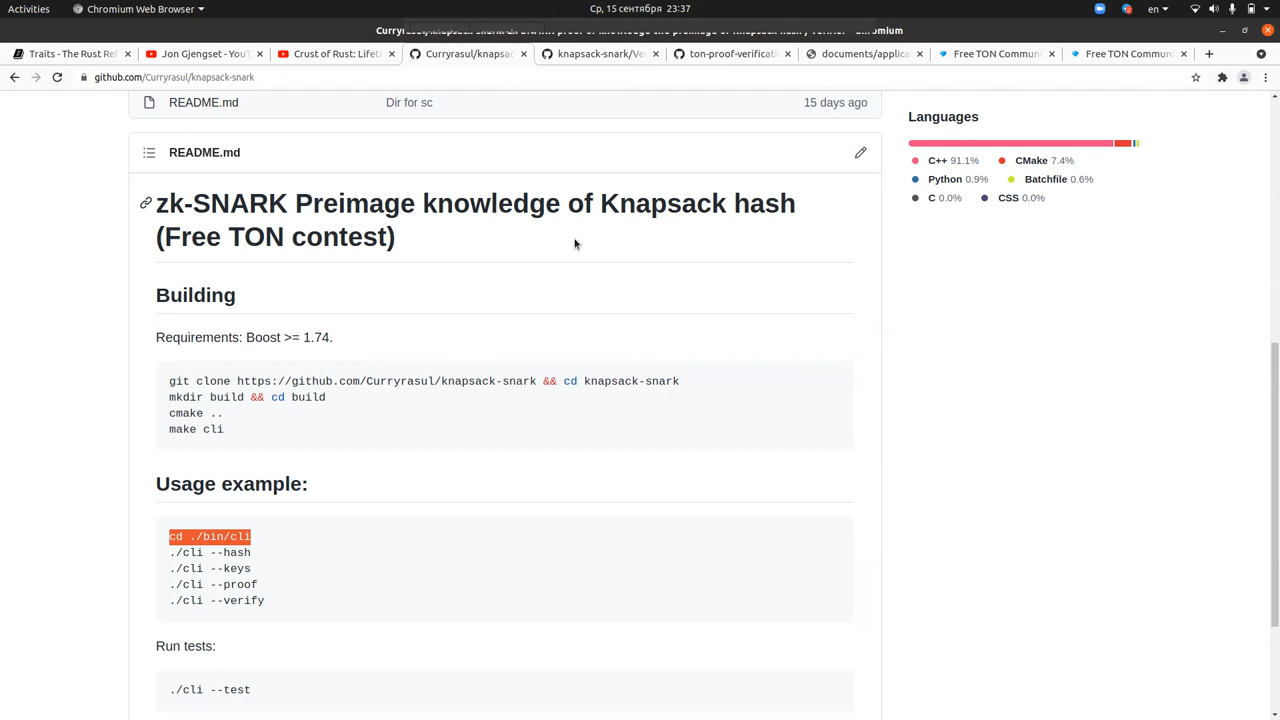 Activities
Chromium Web Browser
Ср, 15 сентября 23:37
en
Traits - The Rust Ref
Jon Gjengset - YouT
Crust of Rust: Lifeti
Curryrasul/knapsac
knapsack-snark/Ver
ton-proof-verificati
documents/applica
Free TON Communi
Free TON Communi
github.com/Curryrasul/knapsack-snark
README.md
Dir for sc
15 days ago
README.md
zk-SNARK Preimage knowledge of Knapsack hash
(Free TON contest)
Building
Requirements: Boost >= 1.74.
git clone https://github.com/Curryrasul/knapsack-snark && cd knapsack-snark
mkdir build && cd build
cmake ..
make cli
Usage example:
cd ./bin/cli
./cli --hash
./cli --keys
./cli --proof
./cli --verify
Run tests:
./cli --test
Languages
C++ 91.1%
CMake 7.4%
Python 0.9%
Batchfile 0.6%
C 0.0%
CSS 0.0%